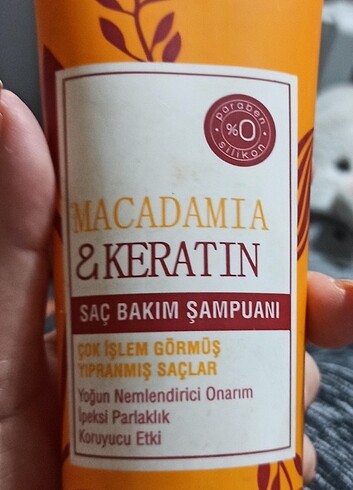 paraben
%0
silikon
MACADAMIA
&KERATIN
SAÇ BAKIM ŞAMPUANI
ÇOK İŞLEM GÖRMÜŞ
YIPRANMIŞ SAÇLAR
Yoğun Nemlendirici Onarım
İpeksi Parlaklık
Koruyucu Etki